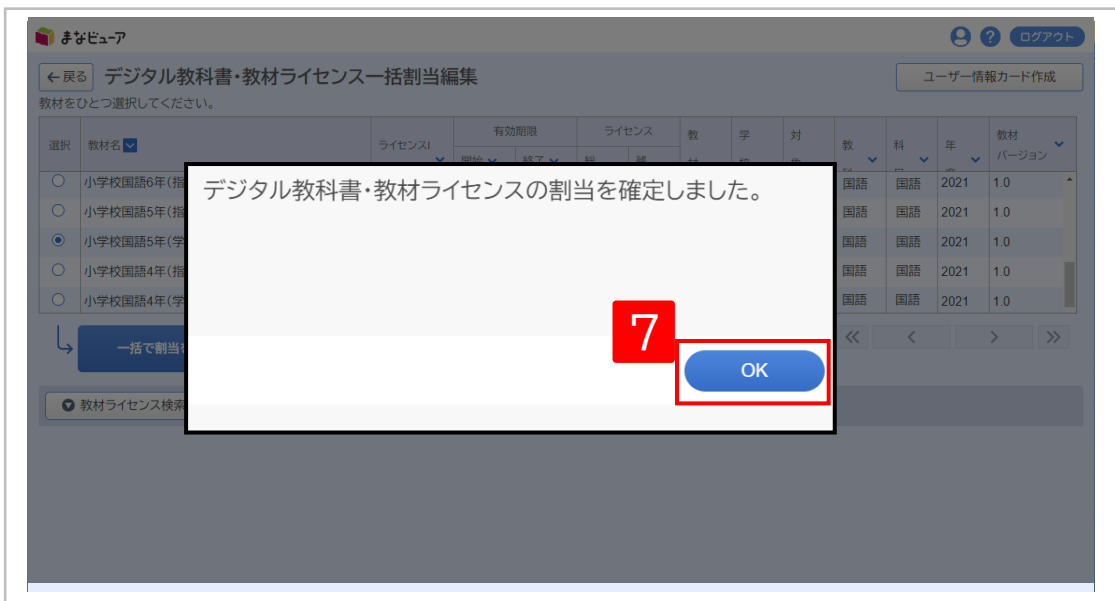 まなビューア
? ログアウト
←戻る デジタル教科書・教材ライセンス一括割当編集
ユーザー情報カード作成
教材をひとつ選択してください。
選択 教材名 ライセンスI 有効期限 ライセンス 教 学 対 教 科 年 教材
バージョン
開始 終了
小学校国語6年(指 国語 国語 2021 1.0
小学校国語5年(指 国語 国語 2021 1.0
小学校国語5年(学 国語 国語 2021 1.0
小学校国語4年(指 国語 国語 2021 1.0
小学校国語4年(学 国語 国語 2021 1.0
デジタル教科書・教材ライセンスの割当を確定しました。
7
OK
一括で割当
教材ライセンス検索